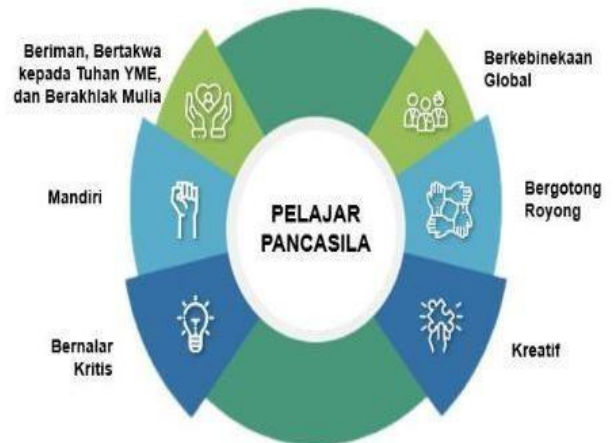 Beriman, Bertakwa
kepada Tuhan YME,
dan Berakhlak Mulia
Berkebinekaan
Global
Mandiri
PELAJAR
PANCASILA
Bergotong
Royong
Bernalar
Kritis
Kreatif